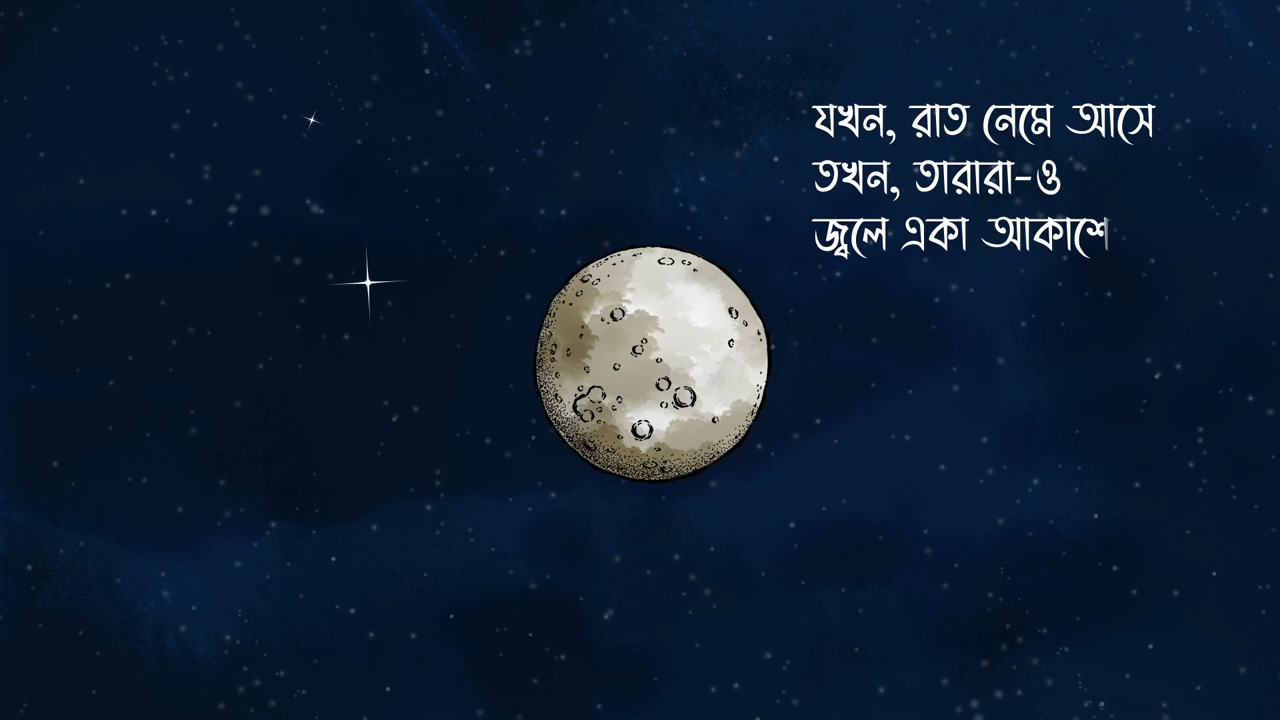 যখন, রাত নেমে আসে
তখন, তারারা-ও
জ্বলে একা আকাশে